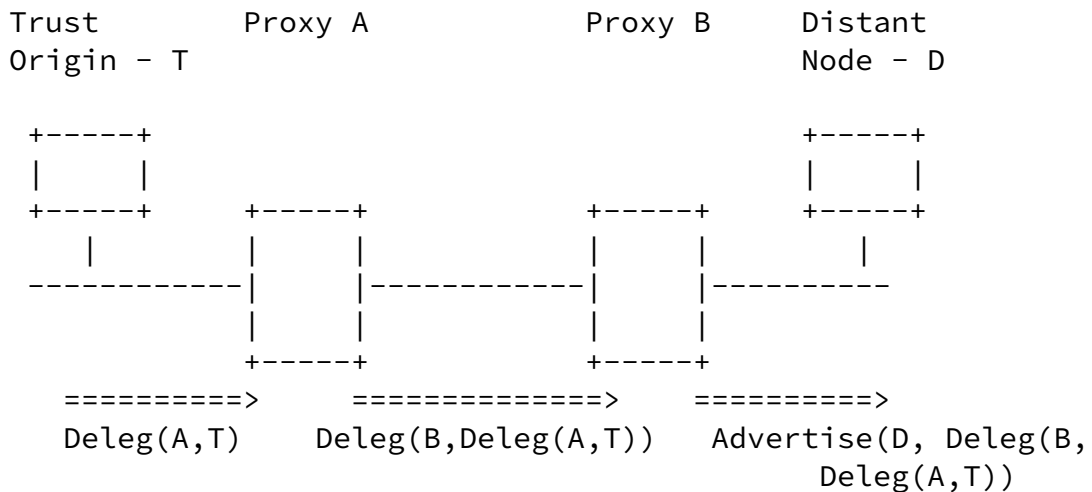 Trust Proxy A Proxy B Distant
Origin - T Node - D
Deleg(A,T) Deleg(B,Deleg(A,T)) Advertise(D, Deleg(B,
Deleg(A,T))